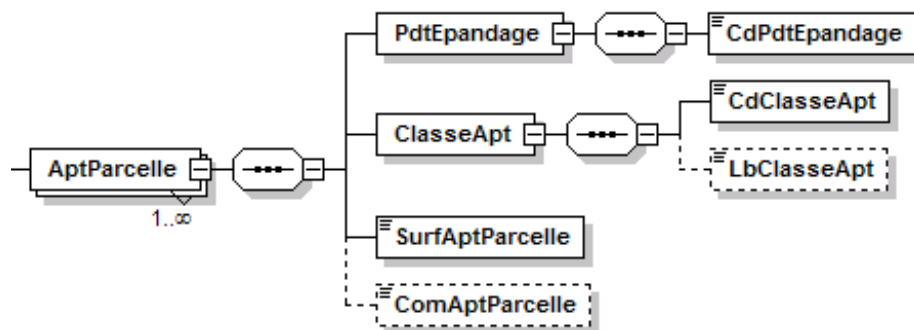 PdtEpandage
CdPdtEpandage
CdClasseApt
ClasseApt
LbClasseApt
AptParcelle
1..∞
SurfAptParcelle
ComAptParcelle